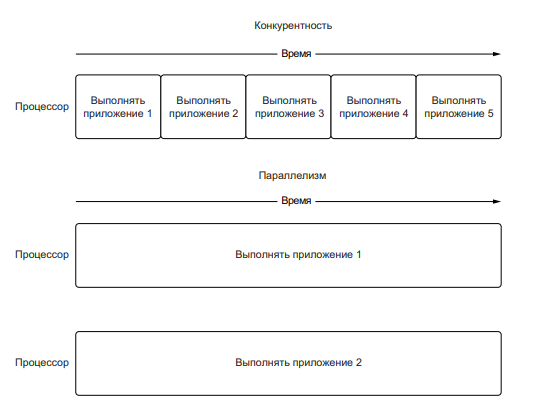 Конкурентность
Время
Процессор
Выполнять приложение 1
Выполнять приложение 2
Выполнять приложение 3
Выполнять приложение 4
Выполнять приложение 5
Параллелизм
Время
Процессор
Выполнять приложение 1
Процессор
Выполнять приложение 2